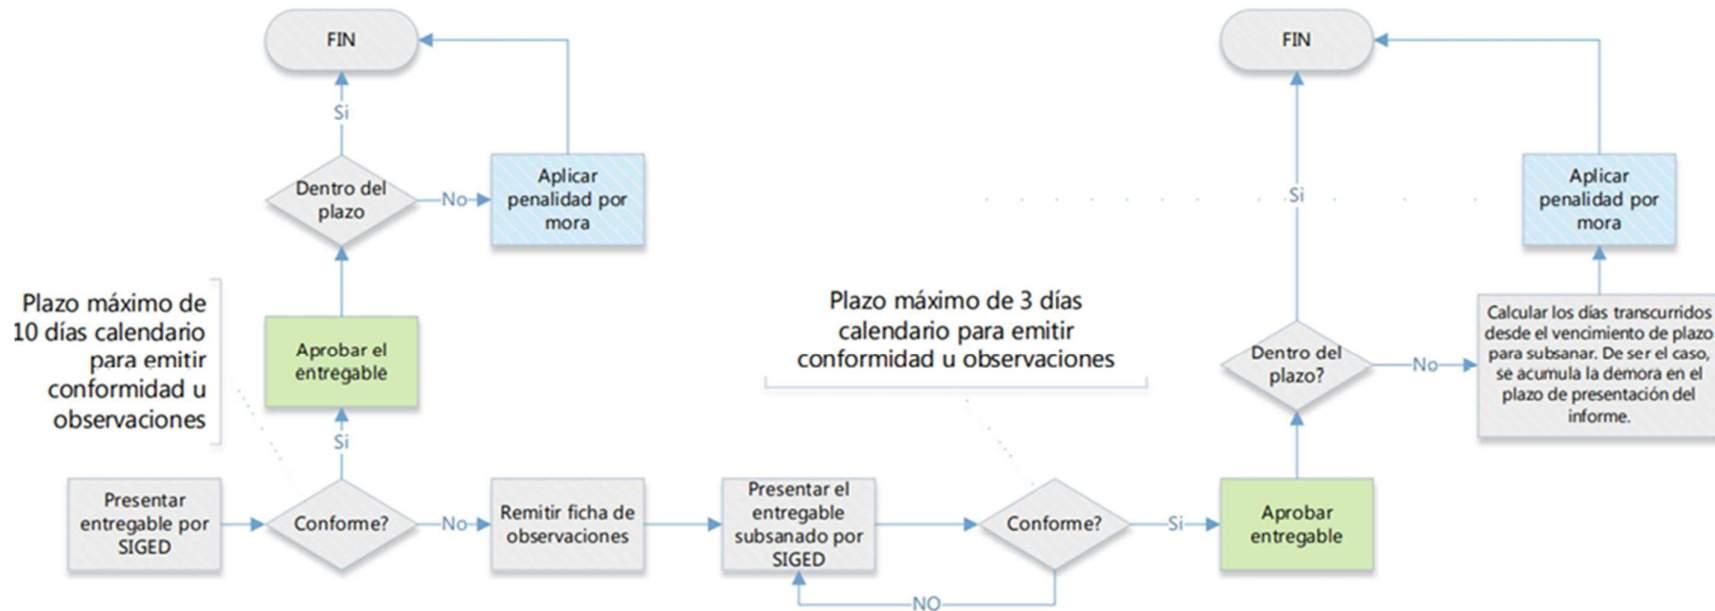 FIN
Si
Dentro del
plazo
No
Aplicar
penalidad por
mora
Plazo máximo de
10 días calendario
para emitir
conformidad u
observaciones
Aprobar el
entregable
Si
Presentar
entregable por
SIGED
Conforme?
No
Remitir ficha de
observaciones
Presentar el
entregable
subsanado por
SIGED
Plazo máximo de 3 días
calendario para emitir
conformidad u observaciones
Conforme?
NO
Si
Aprobar
entregable
Dentro del
plazo?
No
Calcular los días transcurridos
desde el vencimiento de plazo
para subsanar. De ser el caso,
se acumula la demora en el
plazo de presentación del
informe.
Aplicar
penalidad por
mora
Si
FIN